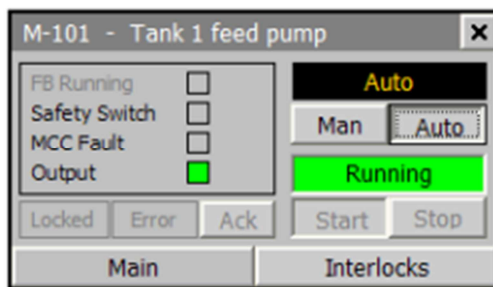 M-101 - Tank 1 feed pump
FB Running
Safety Switch
MCC Fault
Output
Locked Error Ack
Auto
Man Auto
Running
Start Stop
Main Interlocks